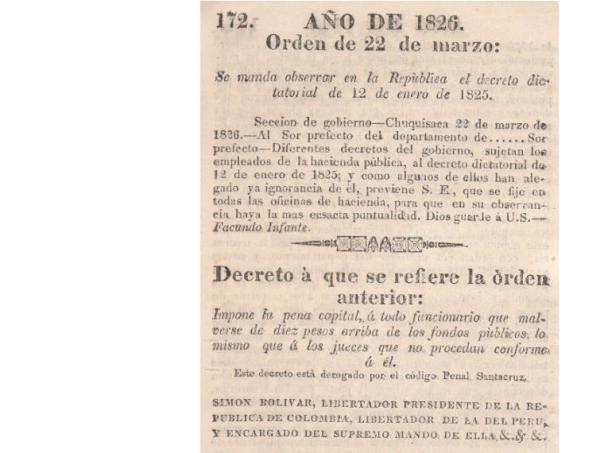 172. AÑO DE 1826.
Orden de 22 de marzo:
Se manda observar en la República el decreto dic-
tatorial de 12 de enero de 1825.
Seccion de gobierno—Chuquisaca 22 de marzo de
1826.—Al Sor prefecto del departamento de......Sor
prefecto—Diferentes decretos del gobierno, sujetan los
empleados de la hacienda pública, al decreto dictatorial de
12 de enero de 1825; y como algunos de ellos han ale-
gado ya ignorancia de él, previene S. E., que se fije en
todas las oficinas de hacienda, para que en su observan-
cia haya la mas ecsacta puntualidad. Dios guarde à U.S.—
Facundo Infante.
Decreto à que se refiere la òrden
anterior:
Impone la pena capital, á todo funcionario que mal-
verse de diez pesos arriba de los fondos públicos, lo
mismo que á los jueces que no procedan conforme
á él.
Este decreto está derogado por el código Penal Santacruz.
SIMON BOLIVAR, LIBERTADOR PRESIDENTE DE LA RE-
PUBLICA DE COLOMBIA, LIBERTADOR DE LA DEL PERU,
Y ENCARGADO DEL SUPREMO MANDO DE ELLA,&.&.&.